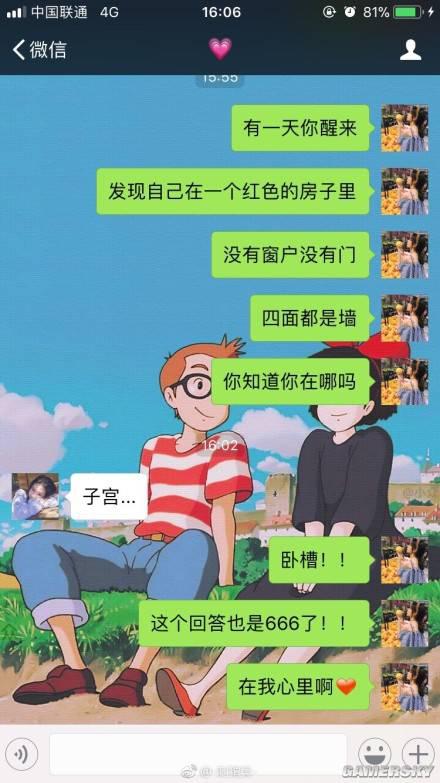 中国联通 4G 16:06 81%
微信
15:55
有一天你醒来
发现自己在一个红色的房子里
没有窗户没有门
四面都是墙
你知道你在哪吗
16:02
子宫...
卧槽！！
这个回答也是666了！！
在我心里啊❤
GAMERSKY